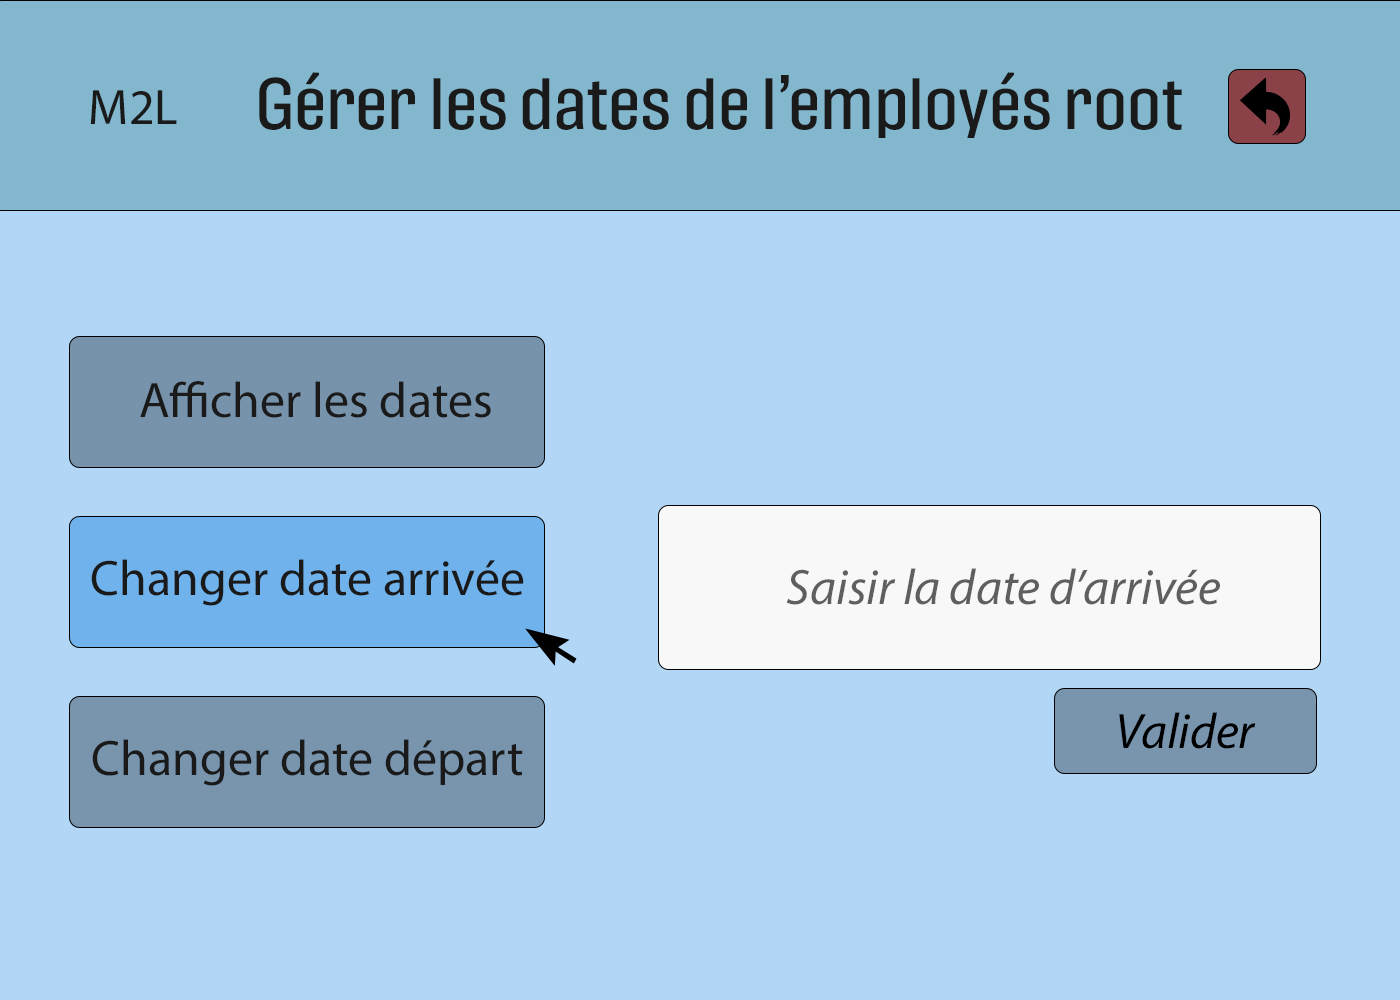 M2L
Gérer les dates de l’employés root
Afficher les dates
Changer date arrivée
Saisir la date d’arrivée
Changer date départ
Valider